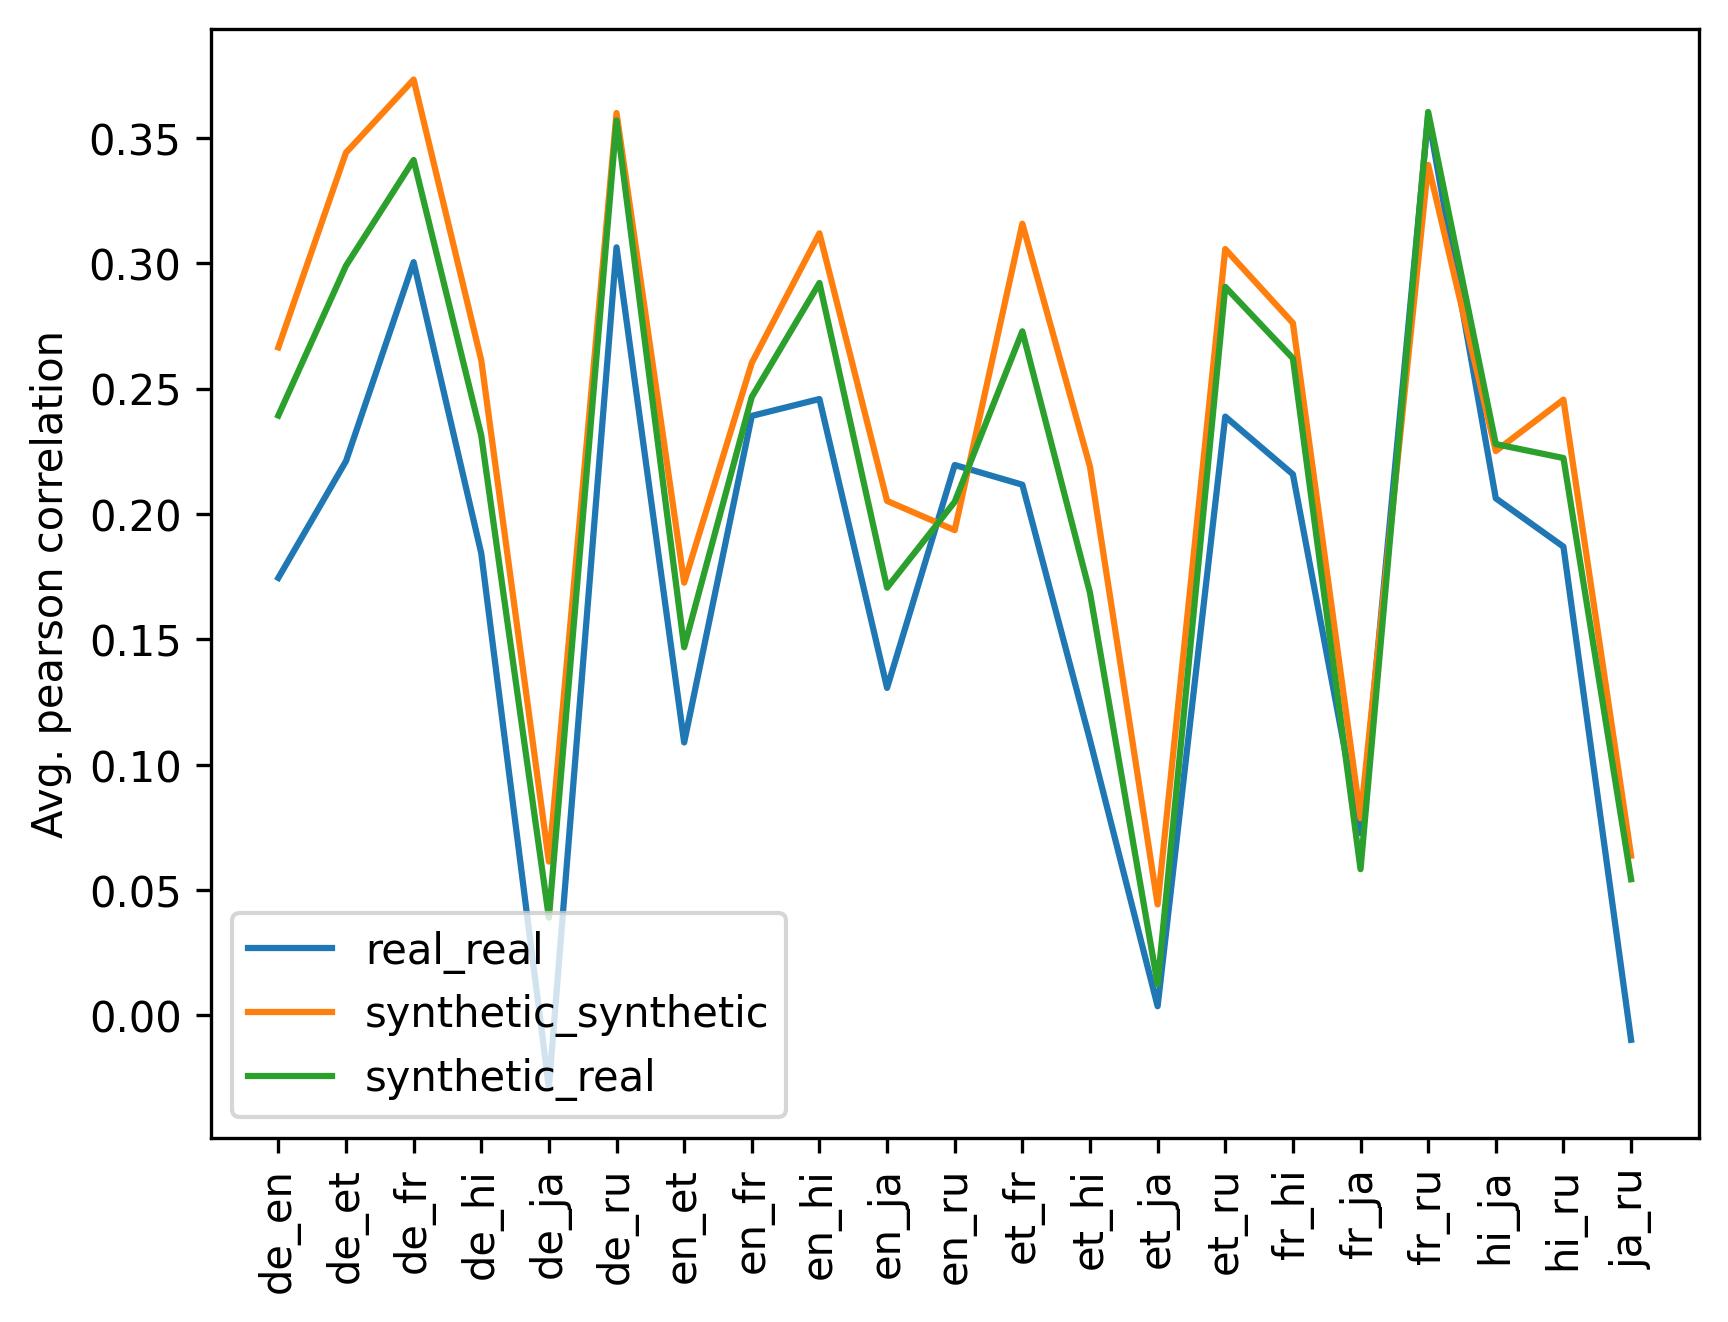 Avg. pearson correlation
0.35
0.30
0.25
0.20
0.15
0.10
0.05
0.00
real_real
synthetic_synthetic
synthetic_real
de_en
de_et
de_fr
de_hi
de_ja
de_ru
en_et
en_fr
en_hi
en_ja
en_ru
et_fr
et_hi
et_ja
et_ru
fr_hi
fr_ja
fr_ru
hi_ja
hi_ru
ja_ru